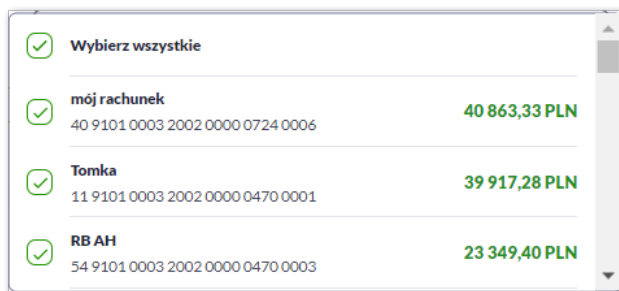 Wybierz wszystkie
mój rachunek
40 863,33 PLN
40 9101 0003 2002 0000 0724 0006
Tomka
39 917,28 PLN
11 9101 0003 2002 0000 0470 0001
RB AH
23 349,40 PLN
54 9101 0003 2002 0000 0470 0003